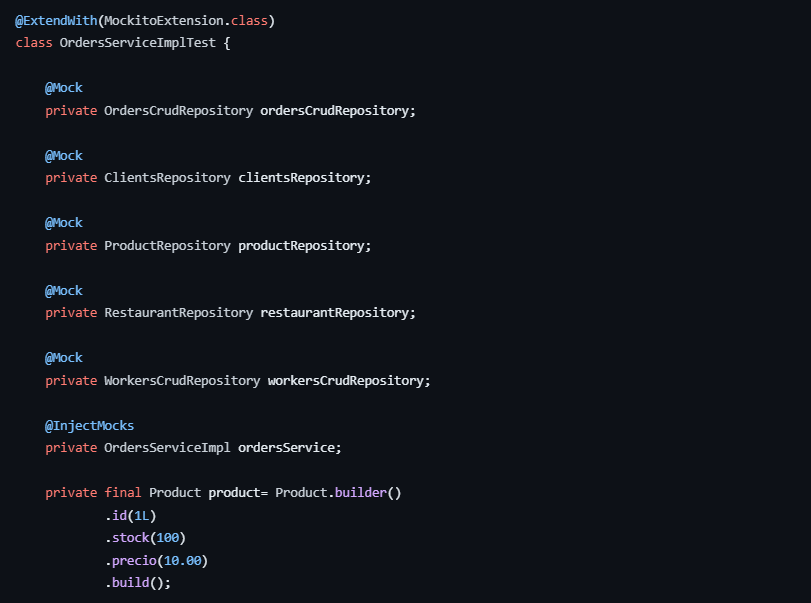 @ExtendWith(MockitoExtension.class)
class OrdersServiceImplTest {
@Mock
private OrdersCrudRepository ordersCrudRepository;
@Mock
private ClientsRepository clientsRepository;
@Mock
private ProductRepository productRepository;
@Mock
private RestaurantRepository restaurantRepository;
@Mock
private WorkersCrudRepository workersCrudRepository;
@InjectMocks
private OrdersServiceImpl ordersService;
private final Product product= Product.builder()
.id(1L)
.stock(100)
.precio(10.00)
.build();